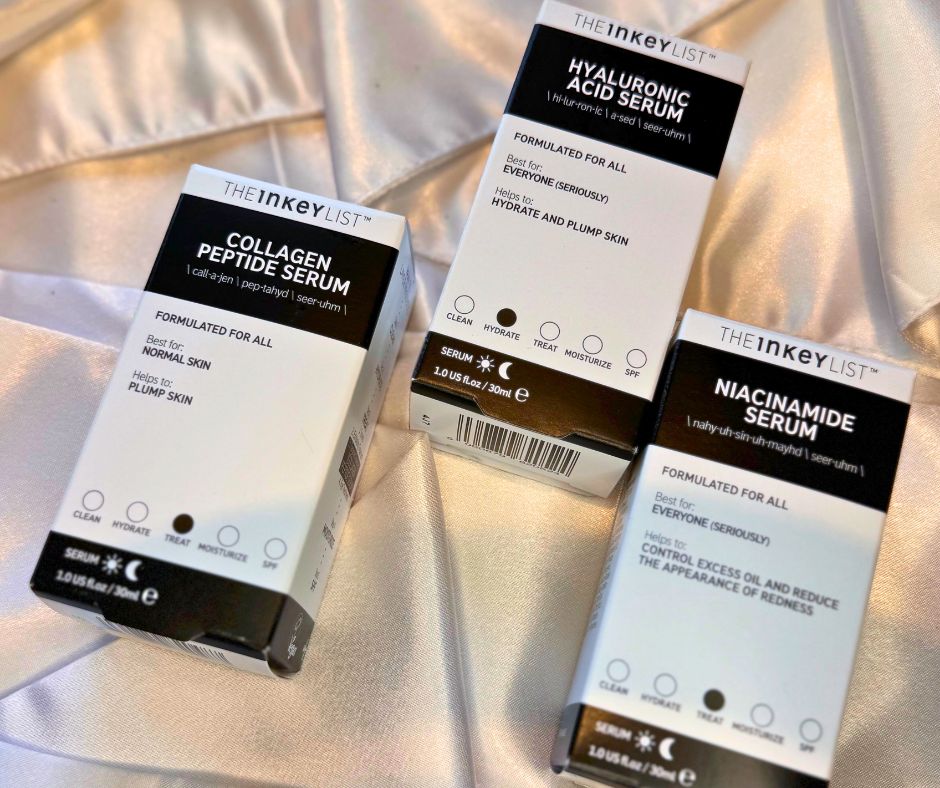 THE INKEY LIST™
COLLAGEN
PEPTIDE SERUM
\ call-a-jen \ pep-tahyd \ seer-uhm \
FORMULATED FOR ALL
Best for:
NORMAL SKIN
Helps to:
PLUMP SKIN
CLEAN HYDRATE TREAT MOISTURIZE SPF
SERUM
1.0 US fl.oz / 30ml ℮
THE INKEY LIST™
HYALURONIC
ACID SERUM
\ hi-lur-ron-ic \ a-sed \ seer-uhm \
FORMULATED FOR ALL
Best for:
EVERYONE (SERIOUSLY)
Helps to:
HYDRATE AND PLUMP SKIN
CLEAN HYDRATE TREAT MOISTURIZE SPF
SERUM
1.0 US fl.oz / 30ml ℮
THE INKEY LIST™
NIACINAMIDE
SERUM
\ nahy-uh-sin-uh-mayhd \ seer-uhm \
FORMULATED FOR ALL
Best for:
EVERYONE (SERIOUSLY)
Helps to:
CONTROL EXCESS OIL AND REDUCE
THE APPEARANCE OF REDNESS
CLEAN HYDRATE TREAT MOISTURIZE SPF
SERUM
1.0 US fl.oz / 30ml ℮